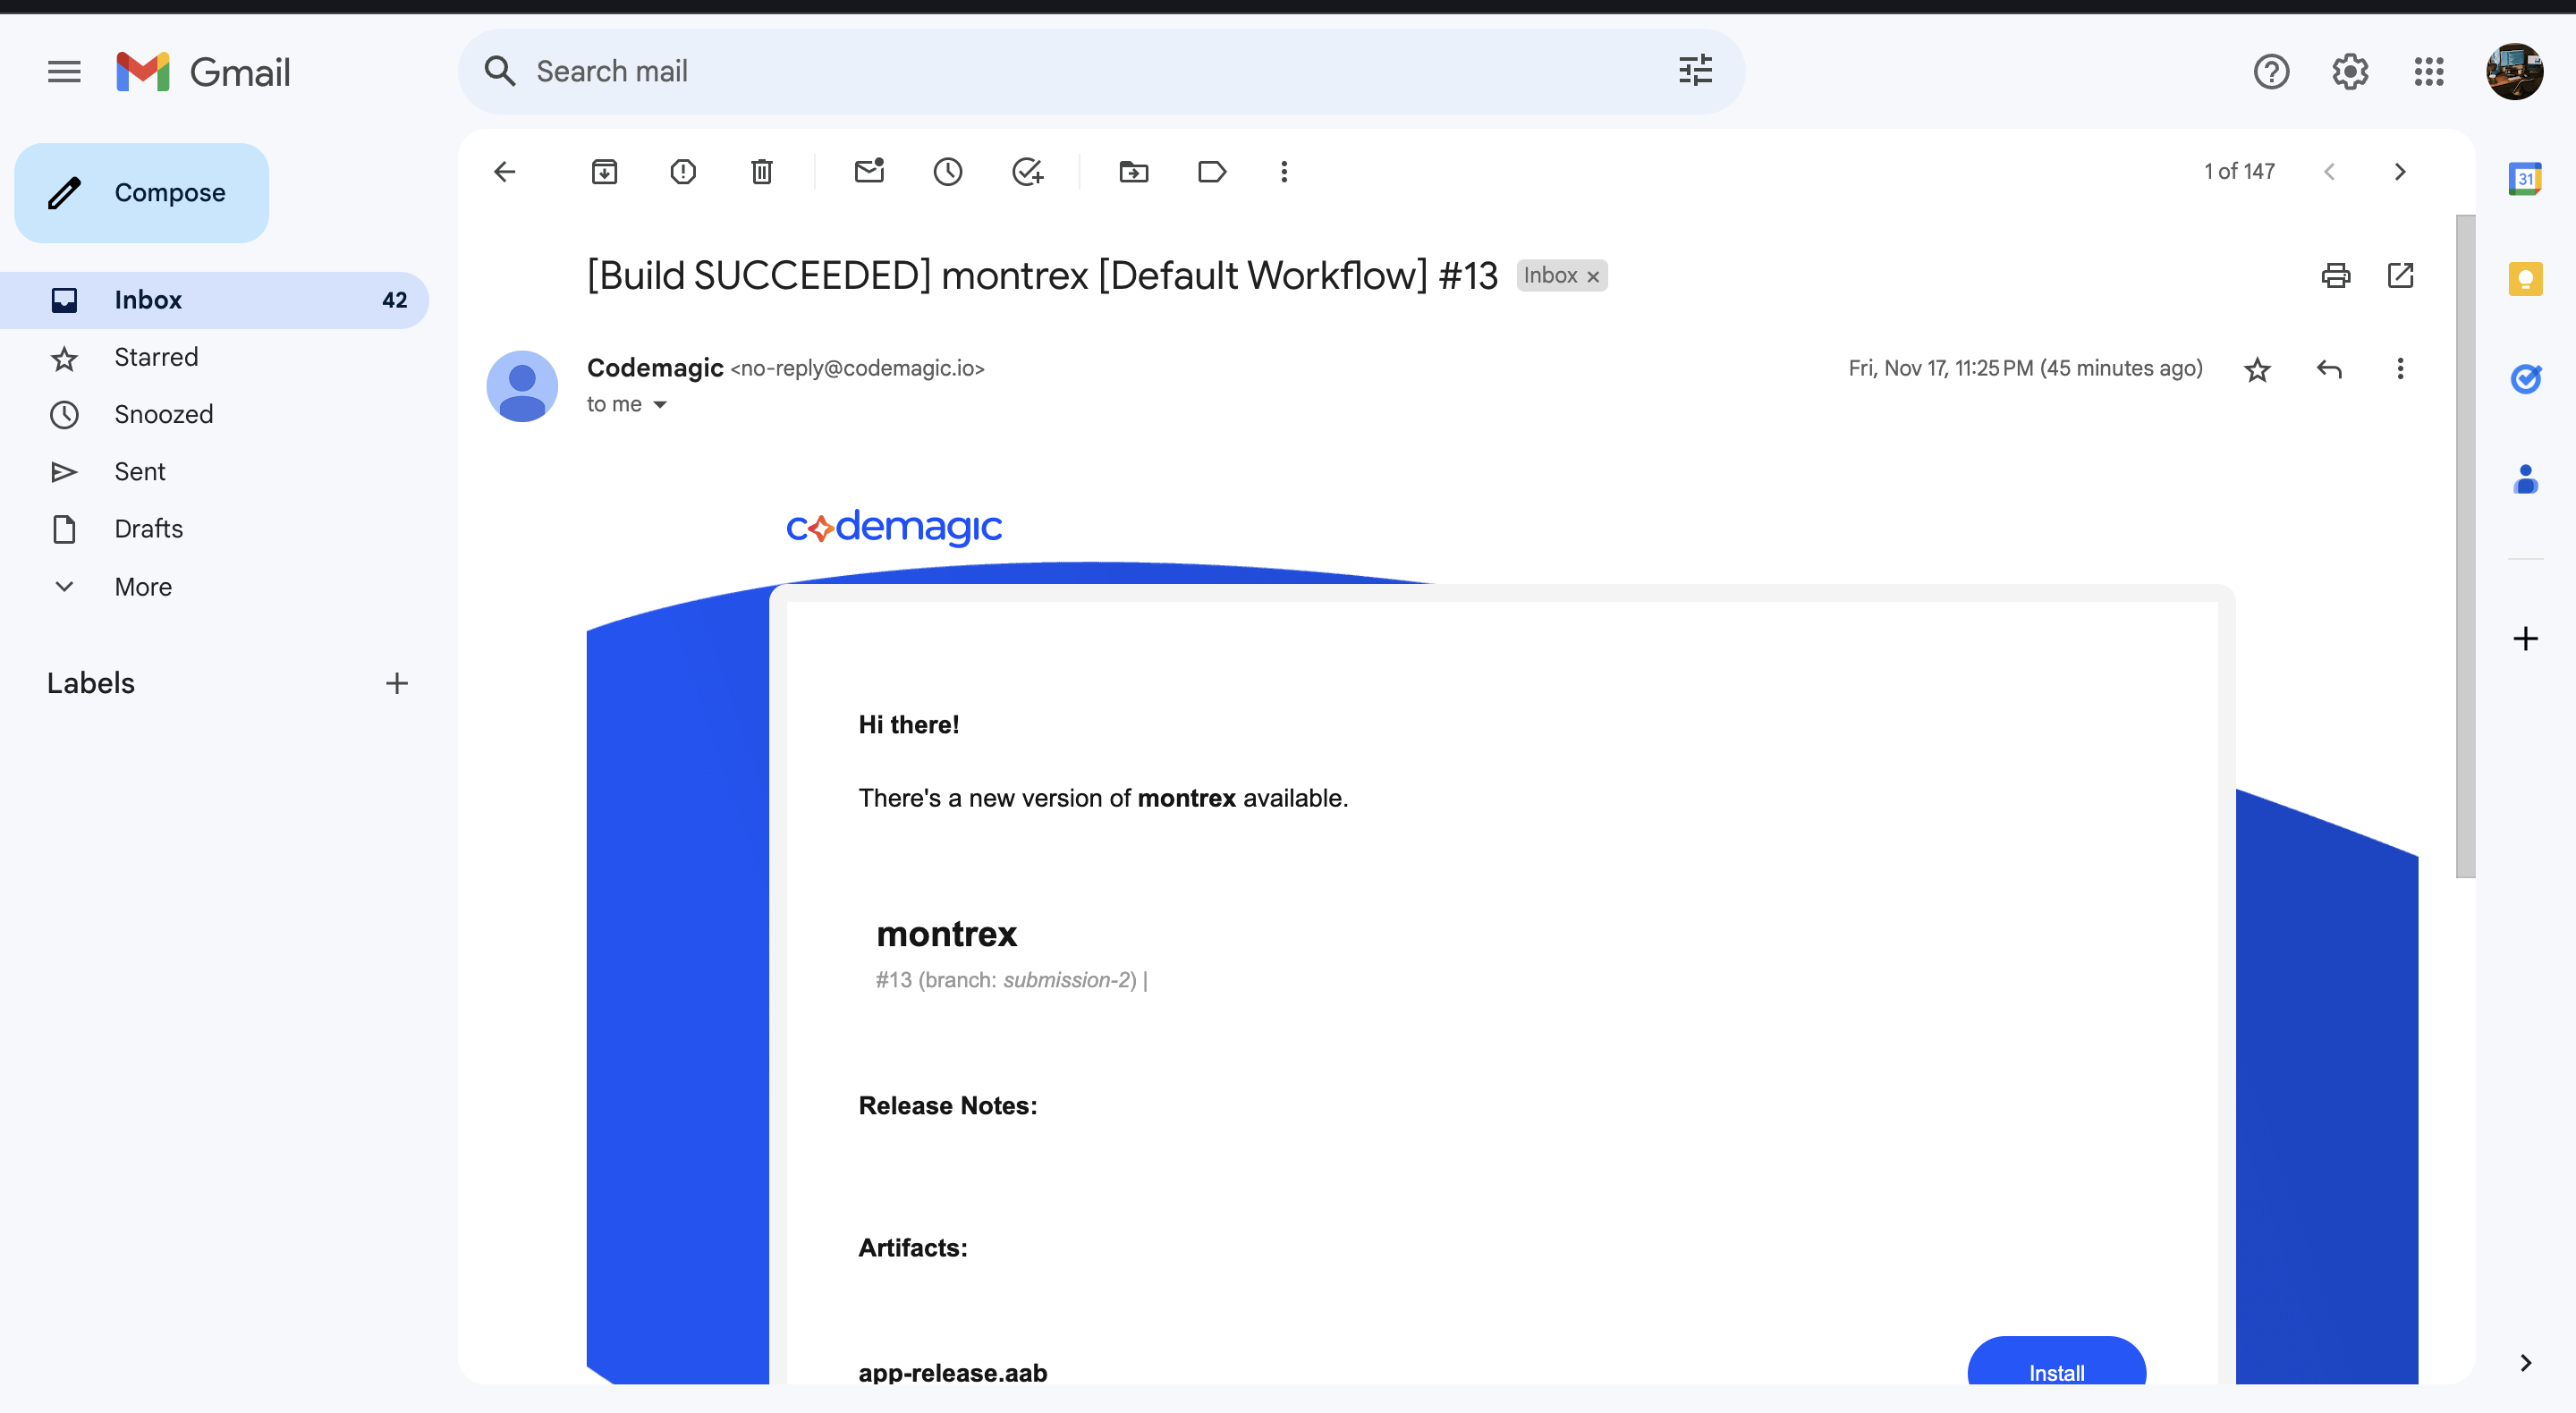 Gmail
Search mail
Compose
Inbox 42
Starred
Snoozed
Sent
Drafts
More
Labels
1 of 147
[Build SUCCEEDED] montrex [Default Workflow] #13 Inbox ×
Codemagic <no-reply@codemagic.io> Fri, Nov 17, 11:25 PM (45 minutes ago)
to me
codemagic
Hi there!
There's a new version of montrex available.
montrex
#13 (branch: submission-2) |
Release Notes:
Artifacts:
app-release.aab Install
31